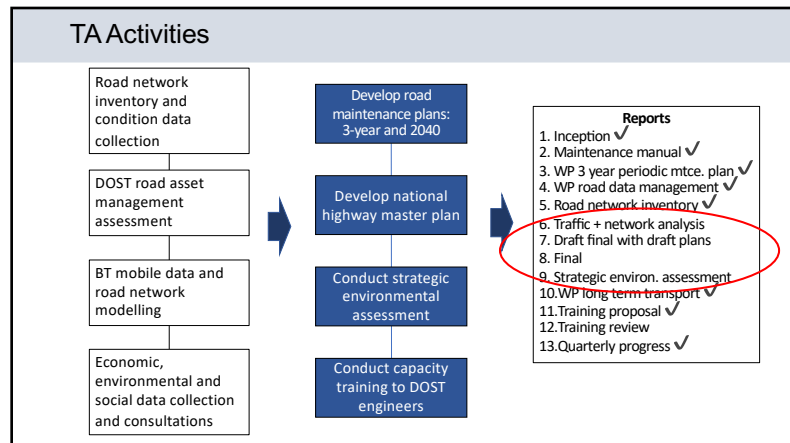 TA Activities
Road network
inventory and
condition data
collection
DOST road asset
management
assessment
BT mobile data and
road network
modelling
Economic,
environmental and
social data collection
and consultations
Develop road
maintenance plans:
3-year and 2040
Develop national
highway master plan
Conduct strategic
environmental
assessment
Conduct capacity
training to DOST
engineers
Reports
1. Inception ✓
2. Maintenance manual ✓
3. WP 3 year periodic mtce. plan ✓
4. WP road data management ✓
5. Road network inventory ✓
6. Traffic + network analysis
7. Draft final with draft plans
8. Final
9. Strategic environ. assessment
10.WP long term transport ✓
11.Training proposal ✓
12.Training review
13.Quarterly progress ✓